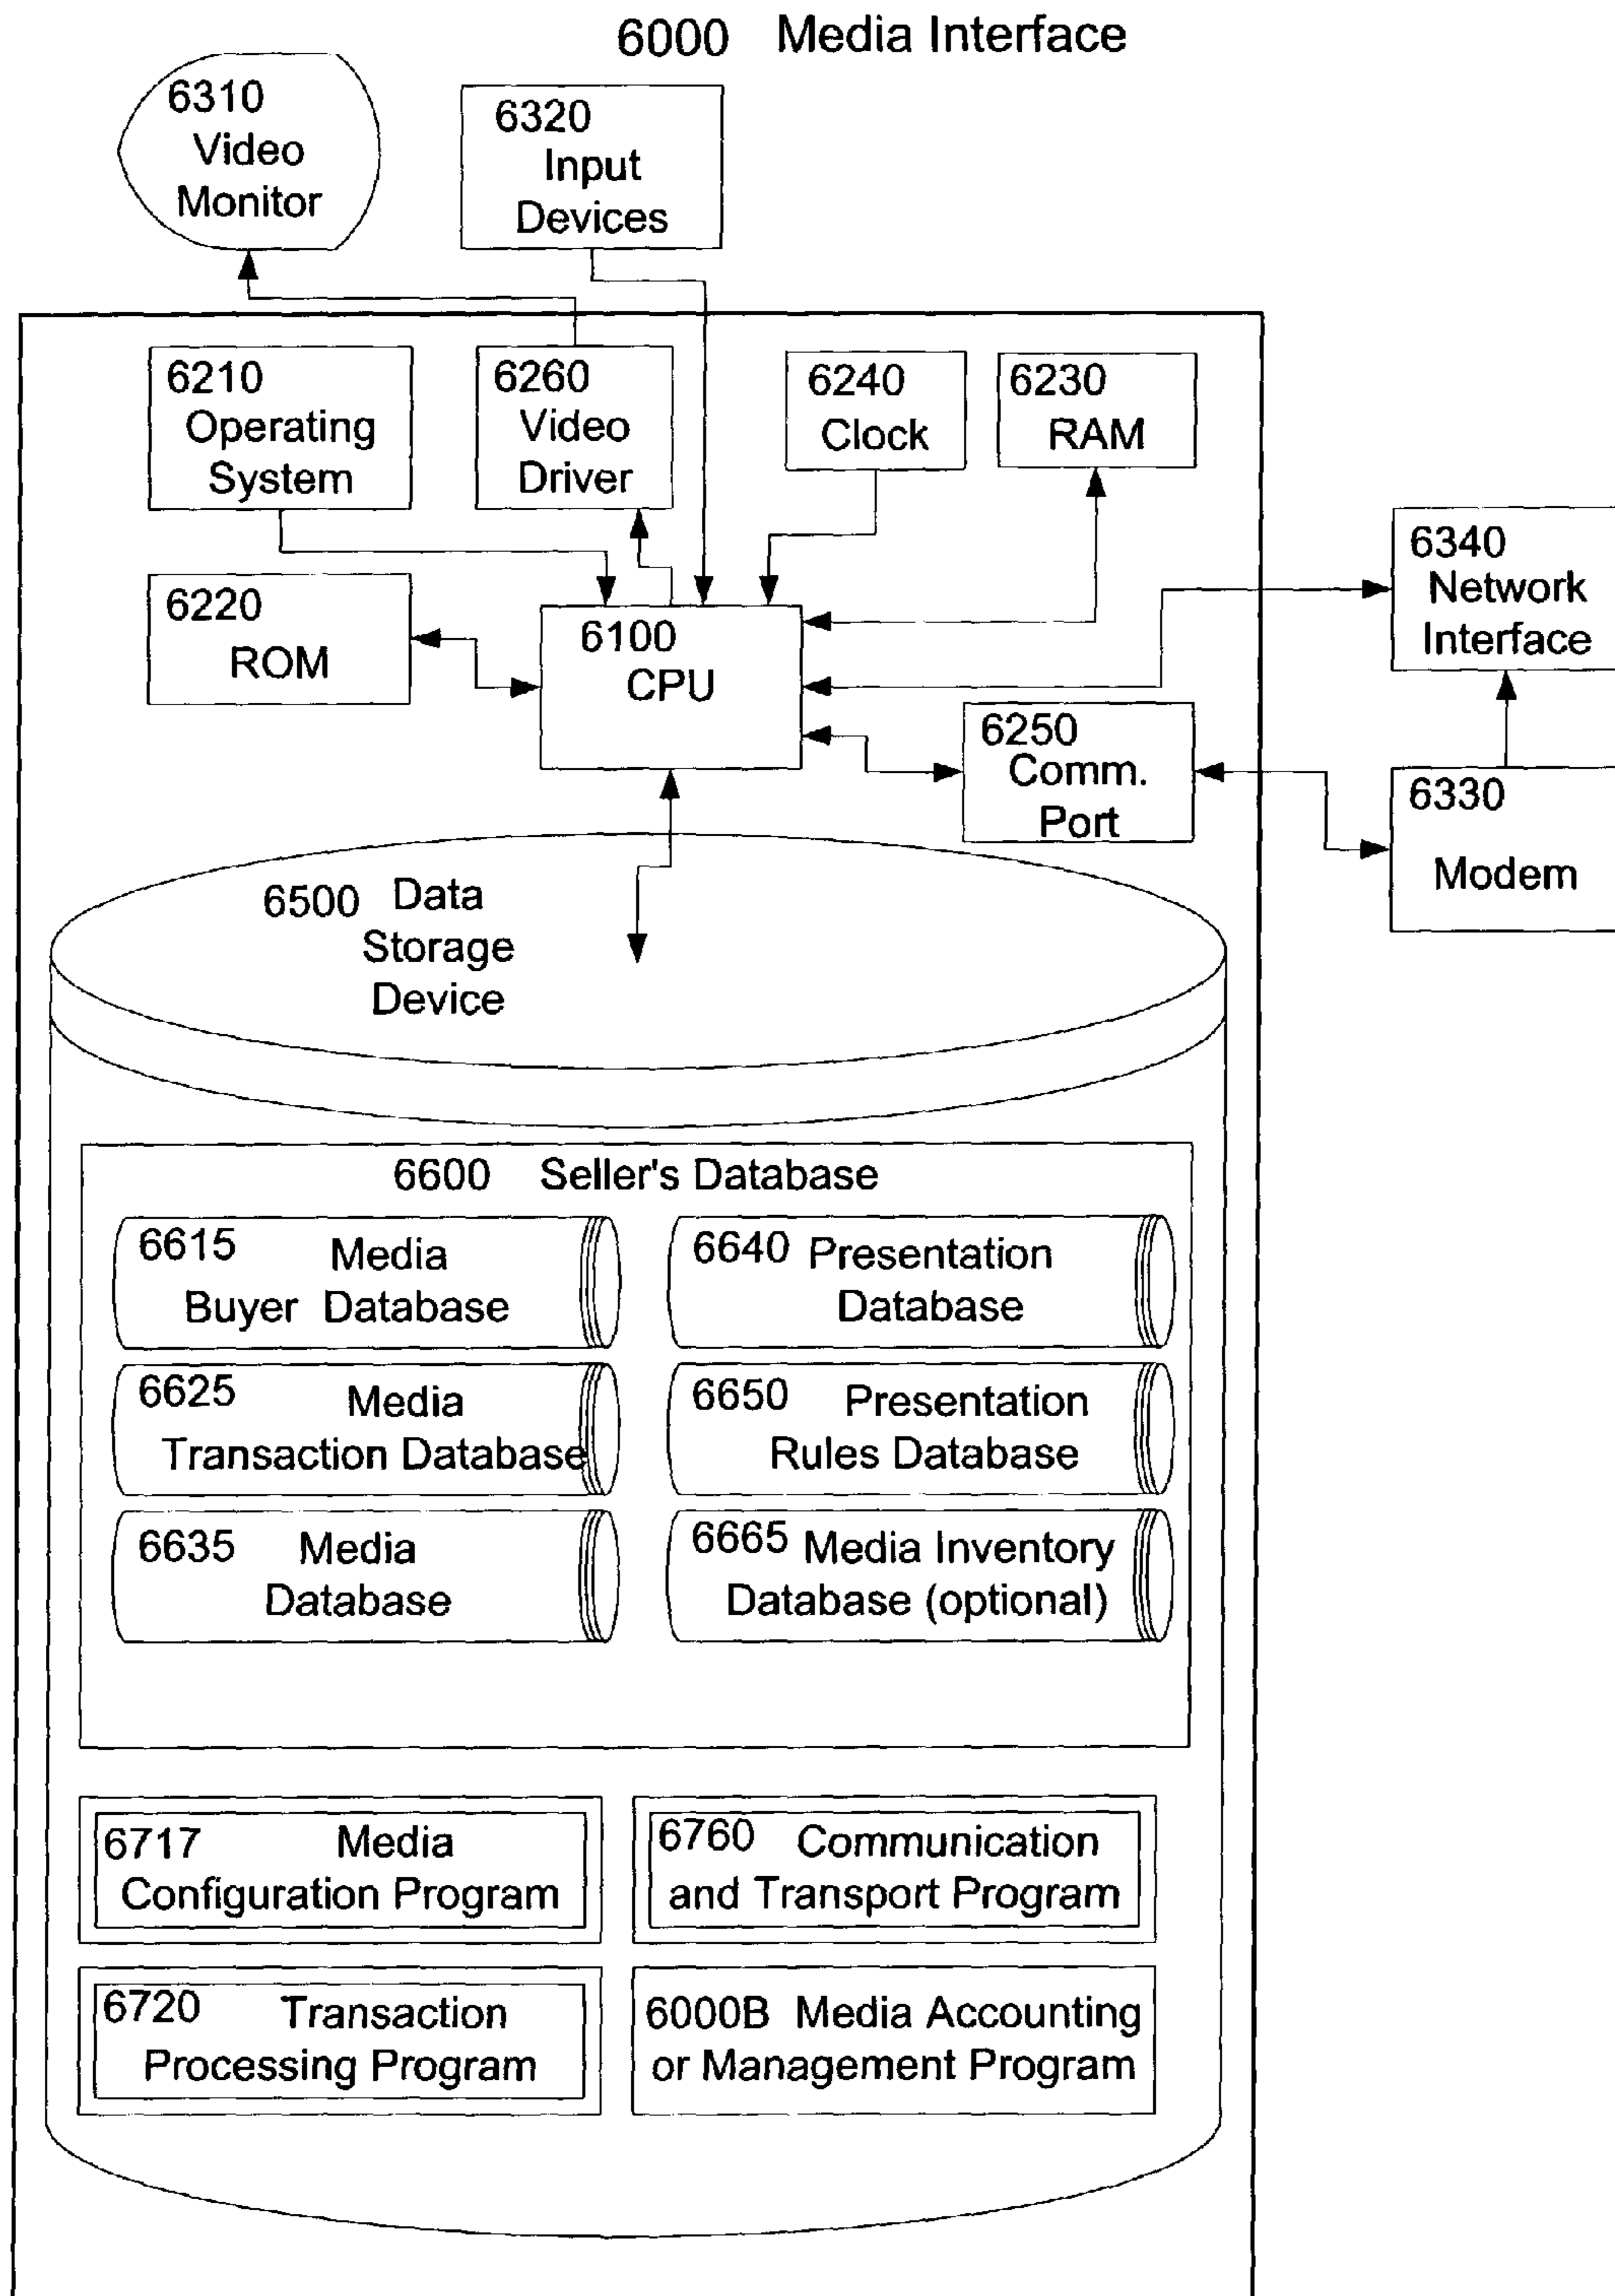 6000 Media Interface
6310
Video
Monitor
6320
Input
Devices
6210
Operating
System
6260
Video
Driver
6240
Clock
6230
RAM
6340
Network
Interface
6220
ROM
6100
CPU
6250
Comm.
Port
6330
Modem
6500 Data
Storage
Device
6600 Seller's Database
6615 Media
Buyer Database
6640 Presentation
Database
6625 Media
Transaction Database
6650 Presentation
Rules Database
6635 Media
Database
6665 Media Inventory
Database (optional)
6717 Media
Configuration Program
6760 Communication
and Transport Program
6720 Transaction
Processing Program
6000B Media Accounting
or Management Program